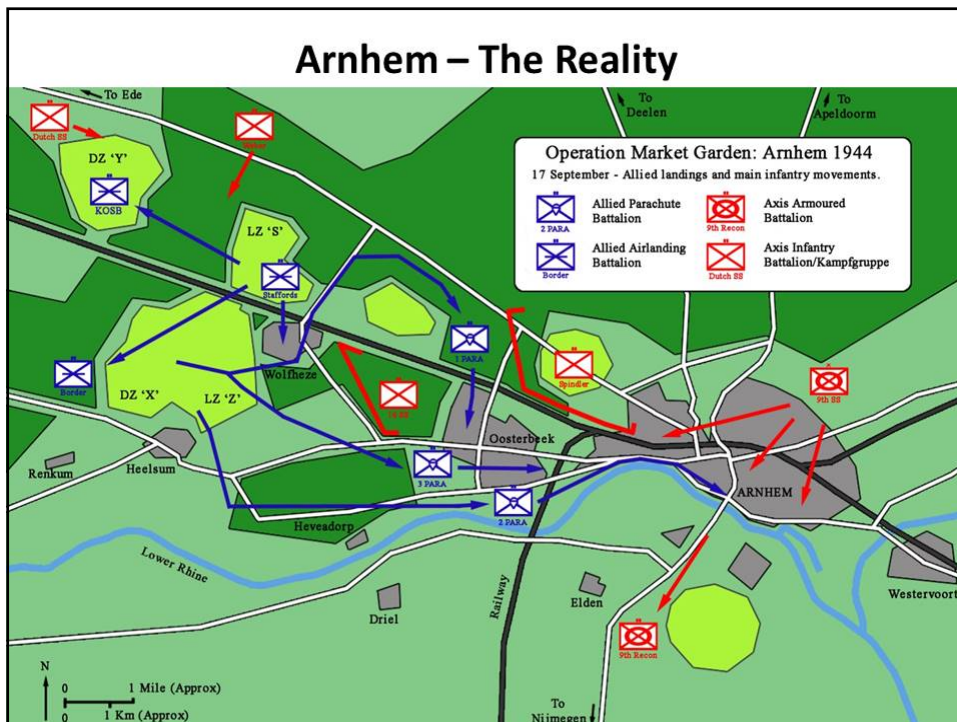 Arnhem – The Reality
To Ede
To
Deelen
To
Apeldoorm
Dutch SS
Weber
DZ 'Y'
KOSB
LZ 'S'
Staffords
Operation Market Garden: Arnhem 1944
17 September - Allied landings and main infantry movements.
2 PARA
Allied Parachute
Battalion
9th Recon
Axis Armoured
Battalion
Border
Allied Airlanding
Battalion
Dutch SS
Axis Infantry
Battalion/Kampfgruppe
1 PARA
Border
Wolfheze
Spindler
9th SS
DZ 'X'
LZ 'Z'
16 SS
Oosterbeek
Renkum
Heelsum
3 PARA
2 PARA
ARNHEM
Heveadorp
Lower Rhine
Railway
Driel
Elden
Westervoort
9th Recon
N
0 1 Mile (Approx)
0 1 Km (Approx)
To
Nijmegen